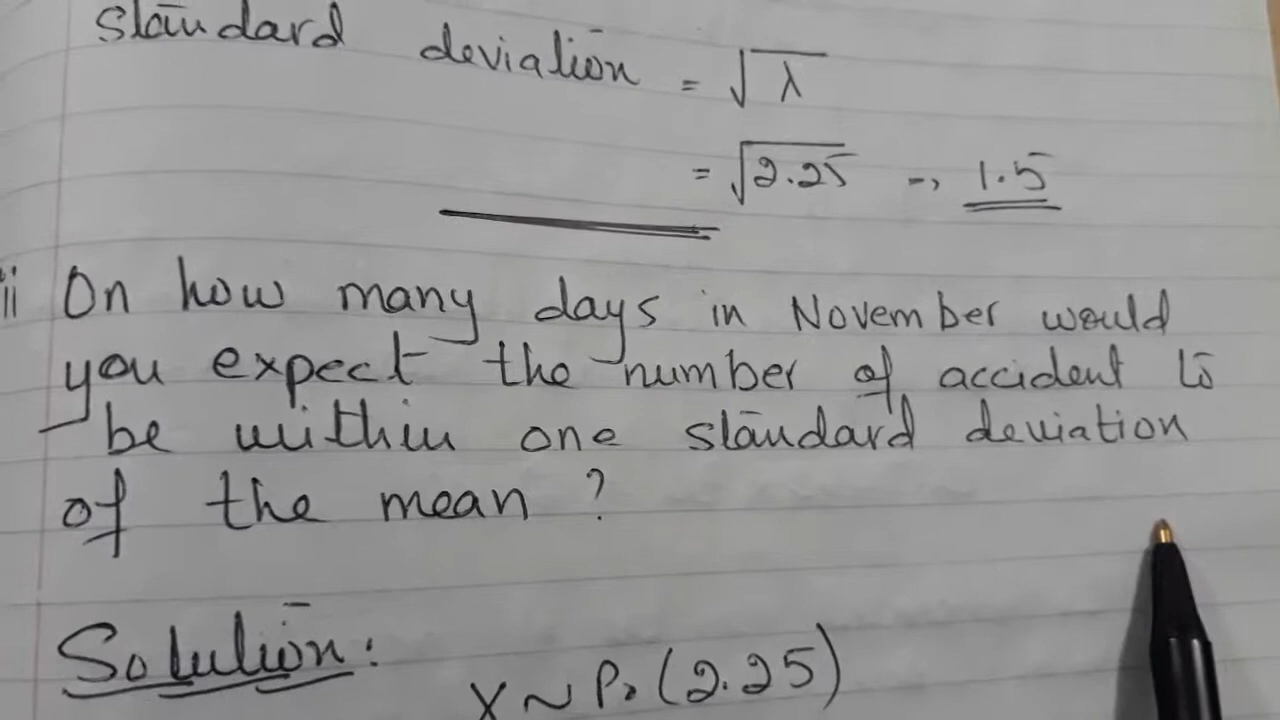 standard deviation = √λ
= √2.25 -, 1.5
ii On how many days in November would
you expect the number of accident to
be within one standard deviation
of the mean ?
Solution:
X ~ Po (2.25)